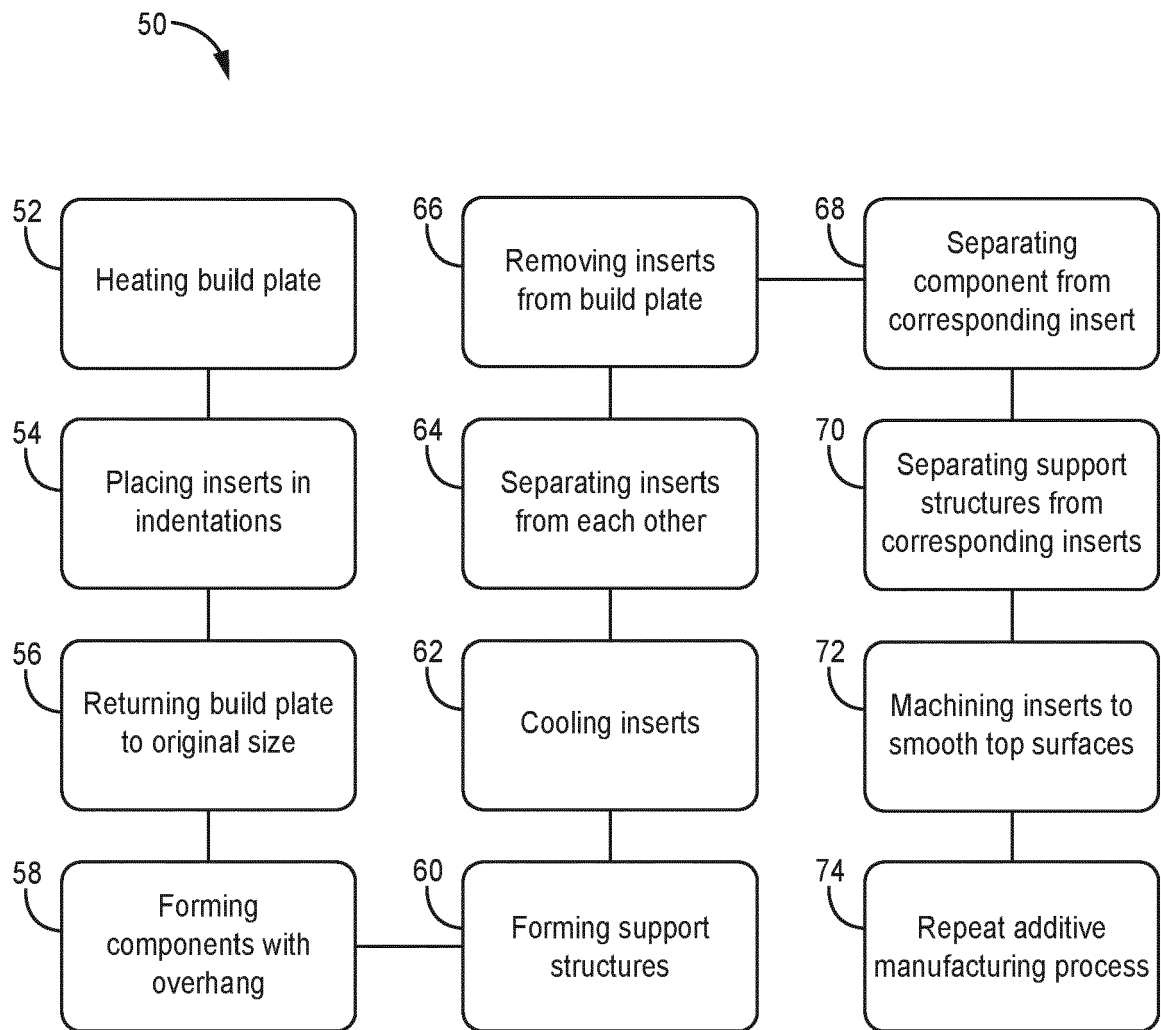 50
52
Heating build plate
54
Placing inserts in
indentations
56
Returning build plate
to original size
58
Forming
components with
overhang
60
Forming support
structures
62
Cooling inserts
64
Separating inserts
from each other
66
Removing inserts
from build plate
68
Separating
component from
corresponding insert
70
Separating support
structures from
corresponding inserts
72
Machining inserts to
smooth top surfaces
74
Repeat additive
manufacturing process